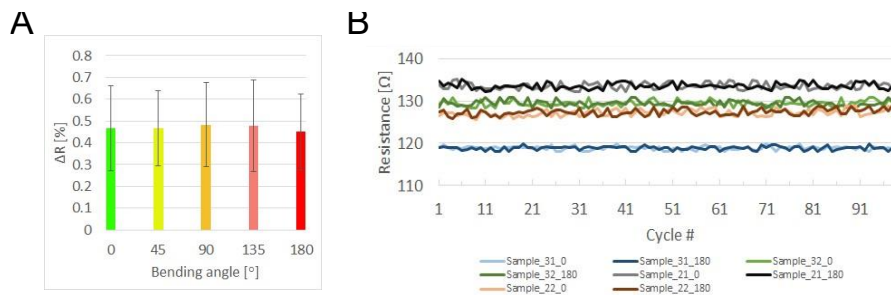 A
0.8
0.7
0.6
0.5
0.4
0.3
0.2
0.1
0
ΔR [%]
0 45 90 135 180
Bending angle [°]
B
140
130
120
110
Resistance [Ω]
1 11 21 31 41 51 61 71 81 91
Cycle #
Sample_31_0 Sample_31_180 Sample_32_0
Sample_32_180 Sample_21_0 Sample_21_180
Sample_22_0 Sample_22_180